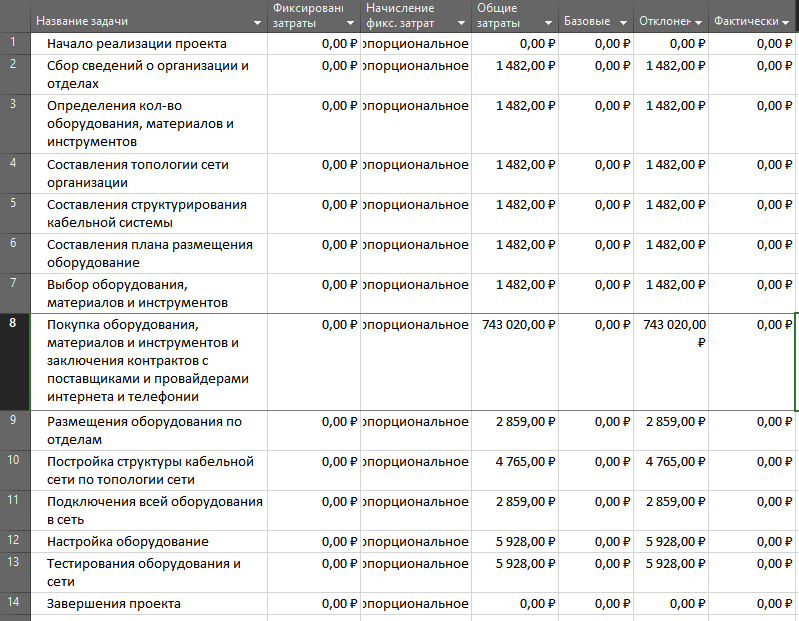 Название задачи Фиксирован затраты Начисление фикс. затрат Общие затраты Базовые Отклонен Фактически
1 Начало реализации проекта 0,00 ₽ опорциональное 0,00 ₽ 0,00 ₽ 0,00 ₽ 0,00 ₽
2 Сбор сведений о организации и 0,00 ₽ опорциональное 1 482,00 ₽ 0,00 ₽ 1 482,00 ₽ 0,00 ₽
отделах
3 Определения кол-во 0,00 ₽ опорциональное 1 482,00 ₽ 0,00 ₽ 1 482,00 ₽ 0,00 ₽
оборудования, материалов и
инструментов
4 Составления топологии сети 0,00 ₽ опорциональное 1 482,00 ₽ 0,00 ₽ 1 482,00 ₽ 0,00 ₽
организации
5 Составления структурирования 0,00 ₽ опорциональное 1 482,00 ₽ 0,00 ₽ 1 482,00 ₽ 0,00 ₽
кабельной системы
6 Составления плана размещения 0,00 ₽ опорциональное 1 482,00 ₽ 0,00 ₽ 1 482,00 ₽ 0,00 ₽
оборудование
7 Выбор оборудования, 0,00 ₽ опорциональное 1 482,00 ₽ 0,00 ₽ 1 482,00 ₽ 0,00 ₽
материалов и инструментов
8 Покупка оборудования, 0,00 ₽ опорциональное 743 020,00 ₽ 0,00 ₽ 743 020,00 0,00 ₽
материалов и инструментов и ₽
заключения контрактов с
поставщиками и провайдерами
интернета и телефонии
9 Размещения оборудования по 0,00 ₽ опорциональное 2 859,00 ₽ 0,00 ₽ 2 859,00 ₽ 0,00 ₽
отделам
10 Постройка структуры кабельной 0,00 ₽ опорциональное 4 765,00 ₽ 0,00 ₽ 4 765,00 ₽ 0,00 ₽
сети по топологии сети
11 Подключения всей оборудования 0,00 ₽ опорциональное 2 859,00 ₽ 0,00 ₽ 2 859,00 ₽ 0,00 ₽
в сеть
12 Настройка оборудование 0,00 ₽ опорциональное 5 928,00 ₽ 0,00 ₽ 5 928,00 ₽ 0,00 ₽
13 Тестирования оборудования и 0,00 ₽ опорциональное 5 928,00 ₽ 0,00 ₽ 5 928,00 ₽ 0,00 ₽
сети
14 Завершения проекта 0,00 ₽ опорциональное 0,00 ₽ 0,00 ₽ 0,00 ₽ 0,00 ₽